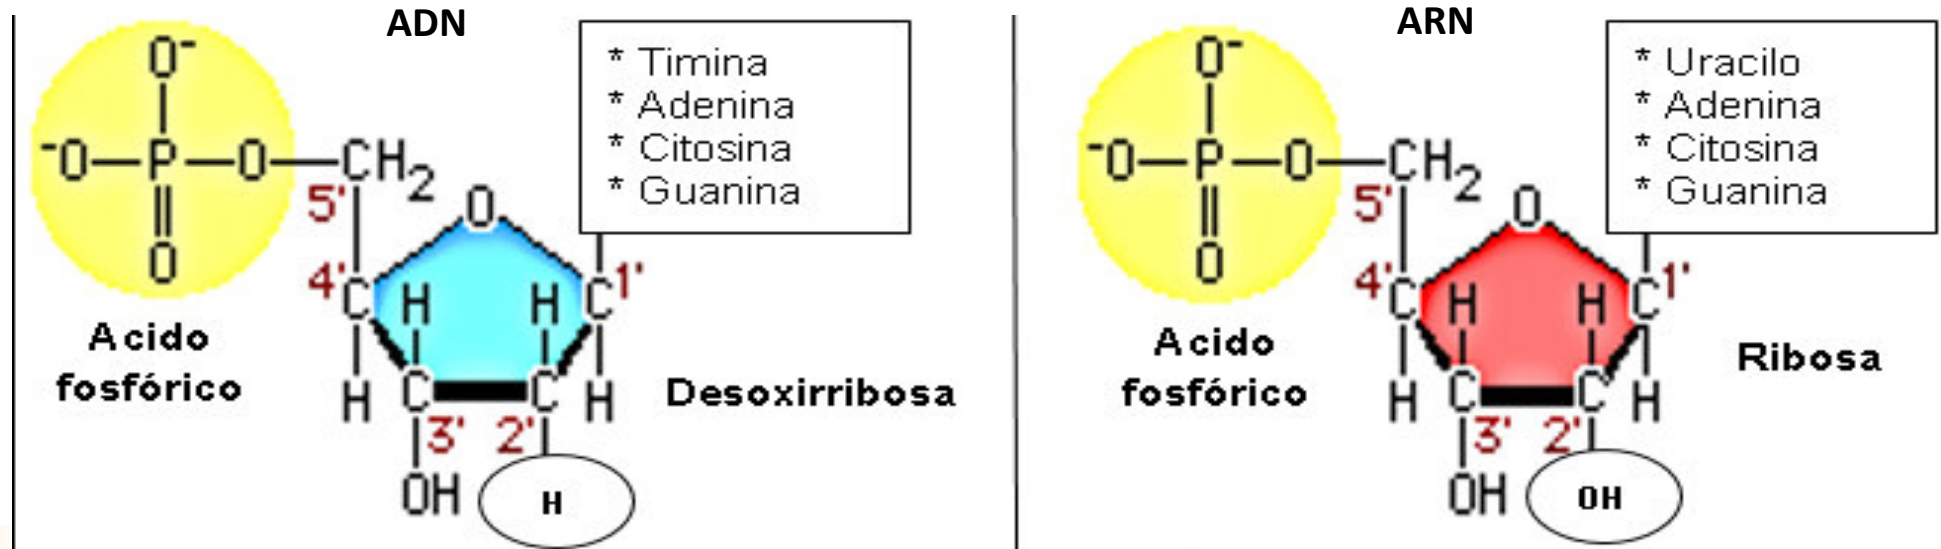 ADN
* Timina
* Adenina
* Citosina
* Guanina
O-
-O—P—O—CH2
O
5'
O
4'
C
H
H
C
1'
H
C
C
H
3'
2'
OH
H
Acido
fosfórico
Desoxirribosa
ARN
* Uracilo
* Adenina
* Citosina
* Guanina
O-
-O—P—O—CH2
O
5'
O
4'
C
H
H
C
1'
H
C
C
H
3'
2'
OH
OH
Acido
fosfórico
Ribosa